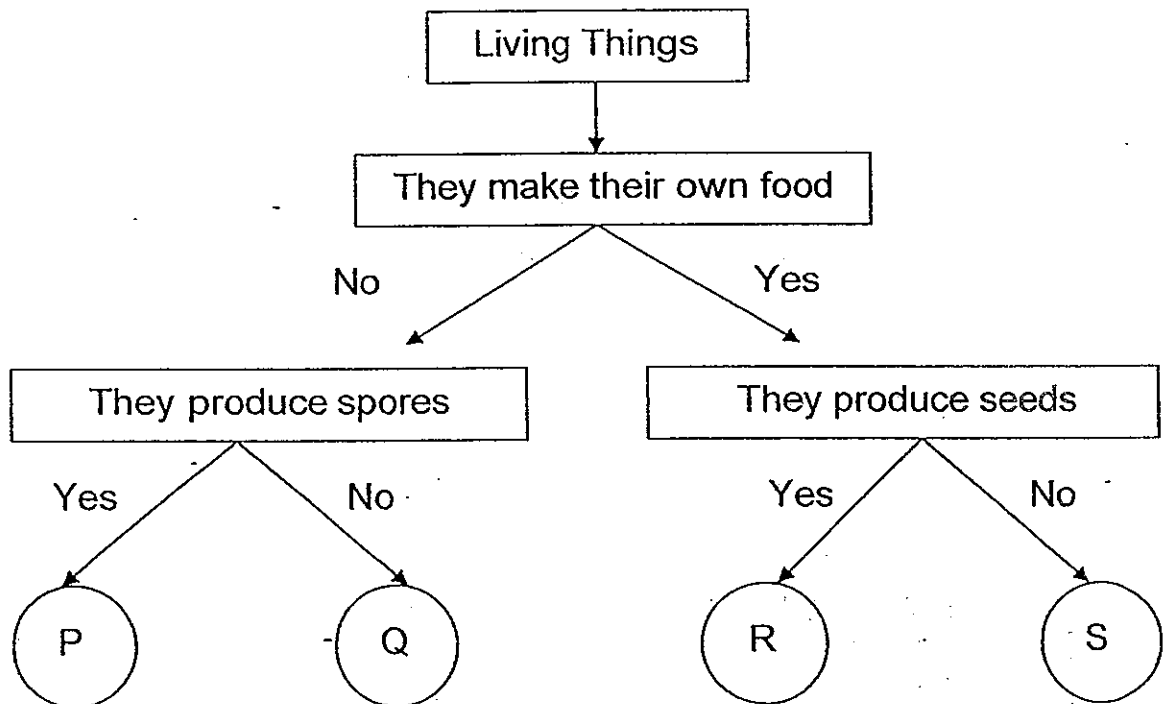 Living Things
They make their own food
No
Yes
They produce spores
They produce seeds
Yes
No
Yes
No
P
Q
R
S